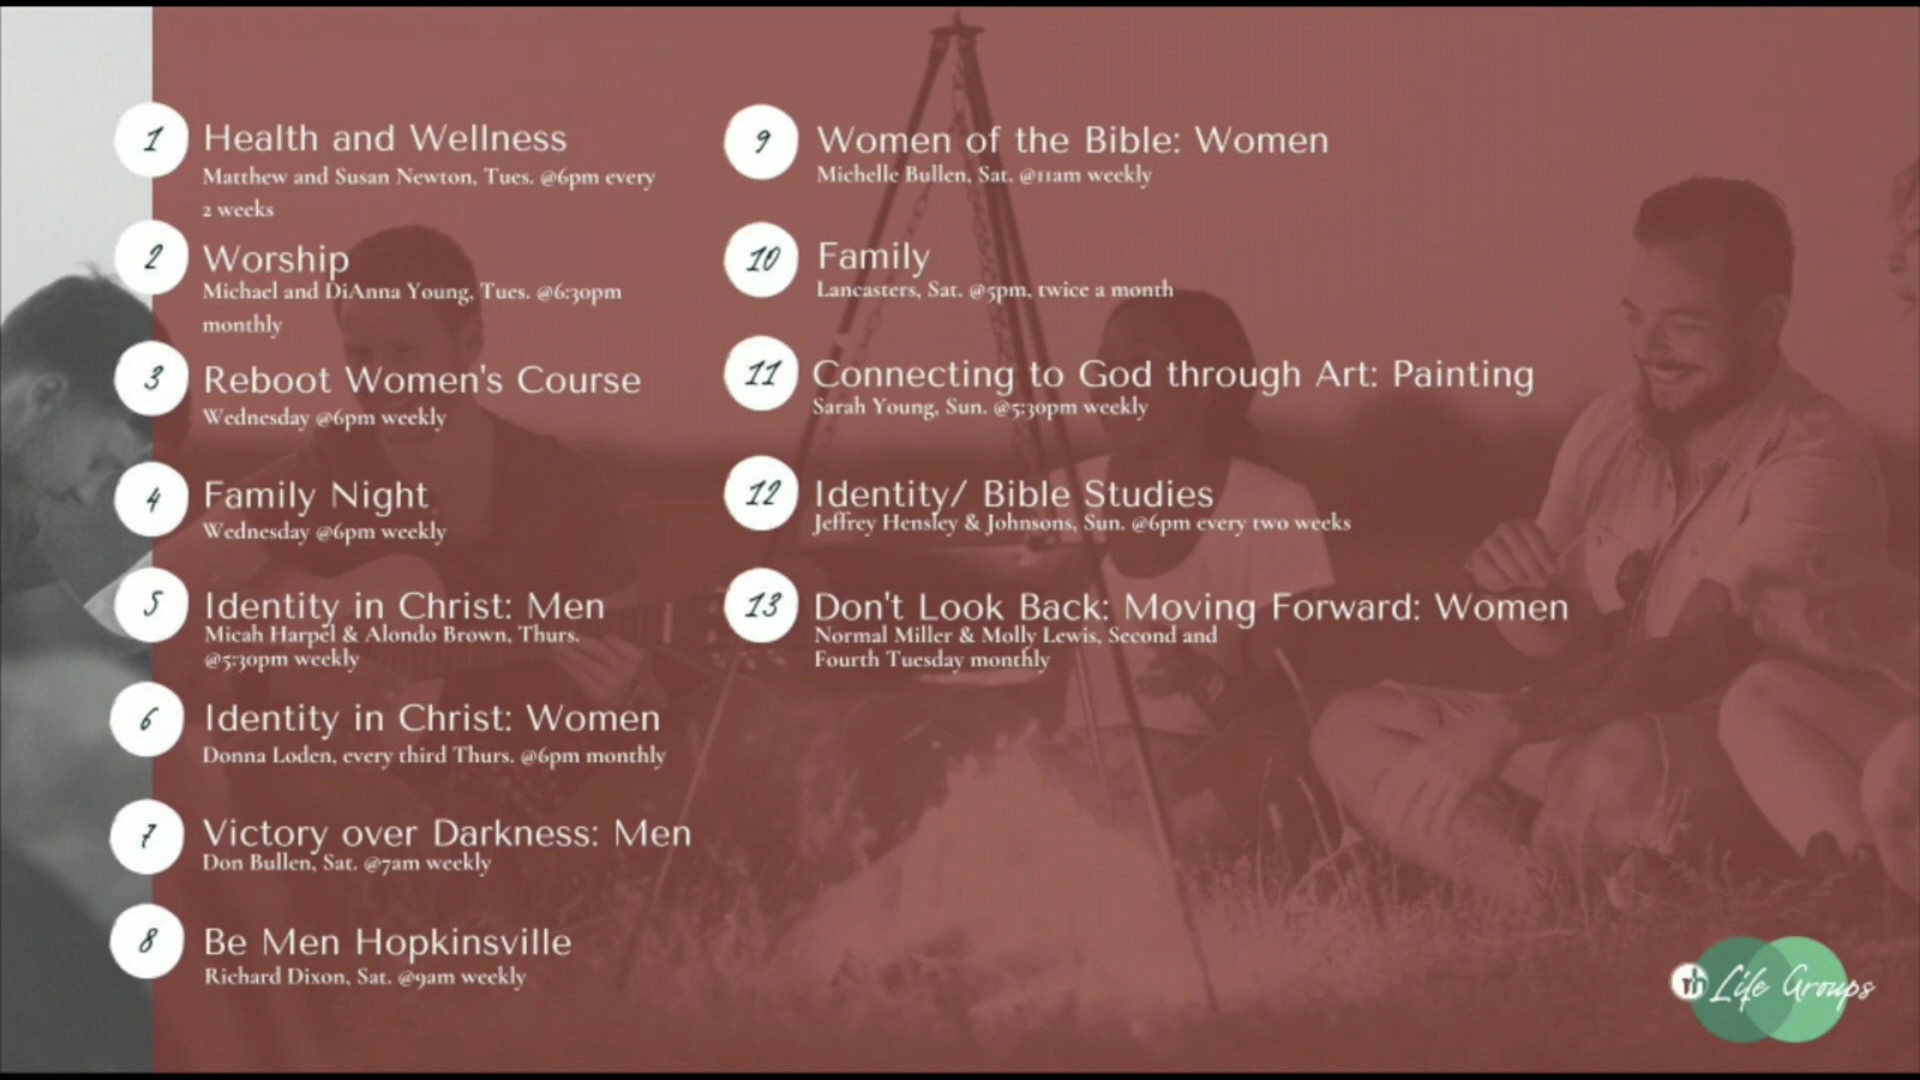 1
Health and Wellness
Matthew and Susan Newton, Tues. @6pm every
2 weeks
2
Worship
Michael and DiAnna Young, Tues. @6:30pm
monthly
3
Reboot Women's Course
Wednesday @6pm weekly
4
Family Night
Wednesday @6pm weekly
5
Identity in Christ: Men
Micah Harpel & Alondo Brown, Thurs.
@5:30pm weekly
6
Identity in Christ: Women
Donna Loden, every third Thurs. @6pm monthly
7
Victory over Darkness: Men
Don Bullen, Sat. @7am weekly
8
Be Men Hopkinsville
Richard Dixon, Sat. @9am weekly
9
Women of the Bible: Women
Michelle Bullen, Sat. @11am weekly
10
Family
Lancasters, Sat. @5pm, twice a month
11
Connecting to God through Art: Painting
Sarah Young, Sun. @5:30pm weekly
12
Identity/ Bible Studies
Jeffrey Hensley & Johnsons, Sun. @6pm every two weeks
13
Don't Look Back: Moving Forward: Women
Normal Miller & Molly Lewis, Second and
Fourth Tuesday monthly
Life Groups